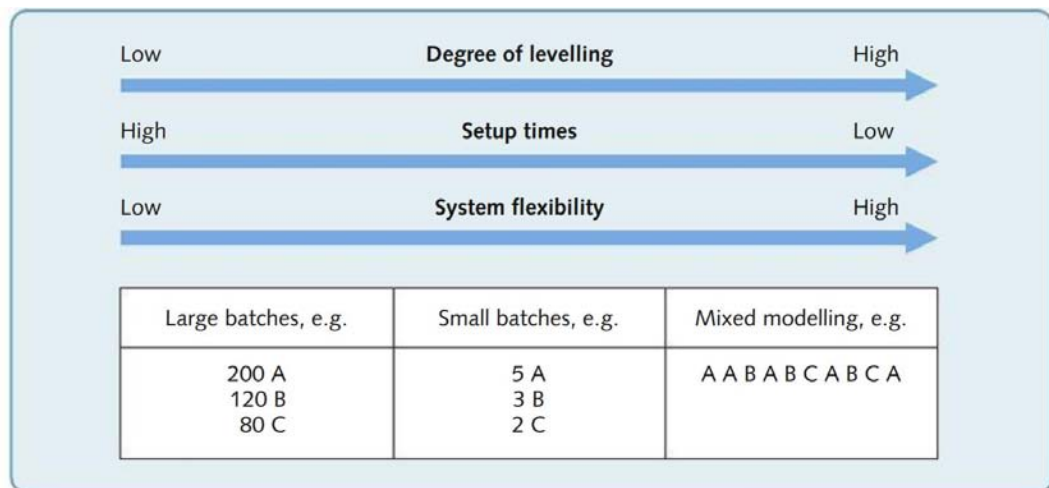 Low Degree of levelling High
High Setup times Low
Low System flexibility High
Large batches, e.g. Small batches, e.g. Mixed modelling, e.g.
200 A 5 A A A B A B C A B C A
120 B 3 B
80 C 2 C